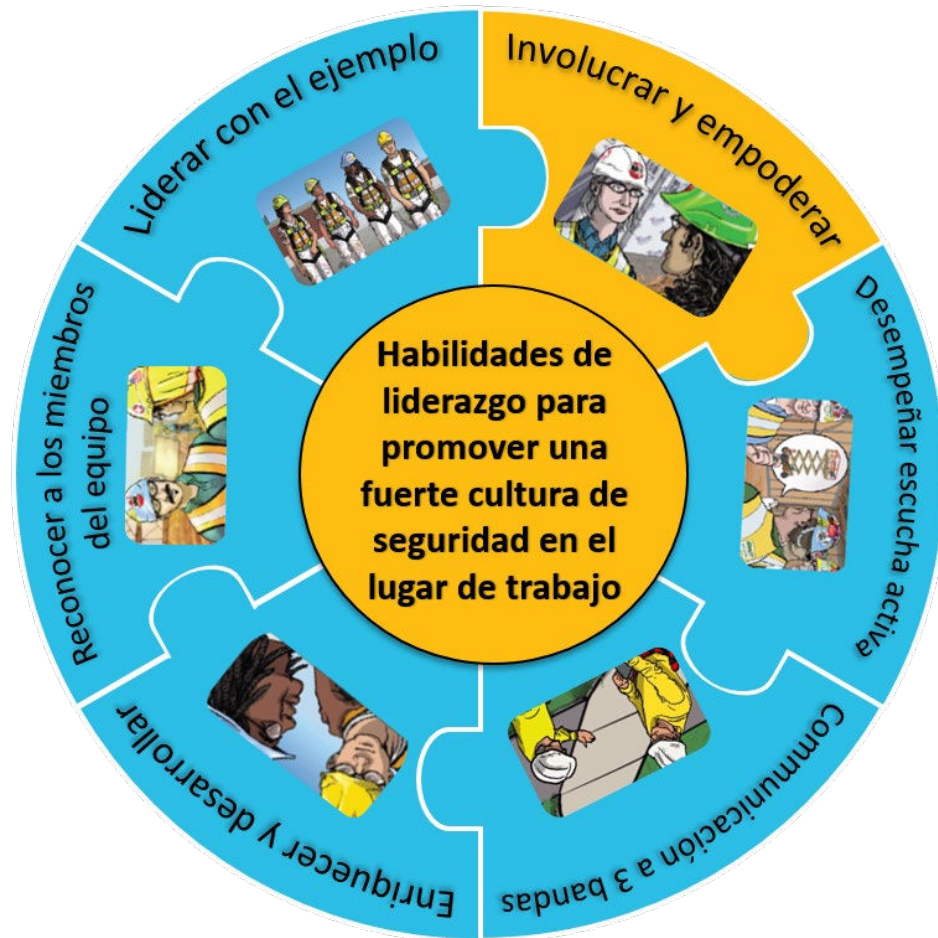 Liderar con el ejemplo
Involucrar y empoderar
Desempeñar escucha activa
Communicación a 3 bandas
Enriquecer y desarrollar
Reconocer a los miembros
del equipo
Habilidades de
liderazgo para
promover una
fuerte cultura de
seguridad en el
lugar de trabajo